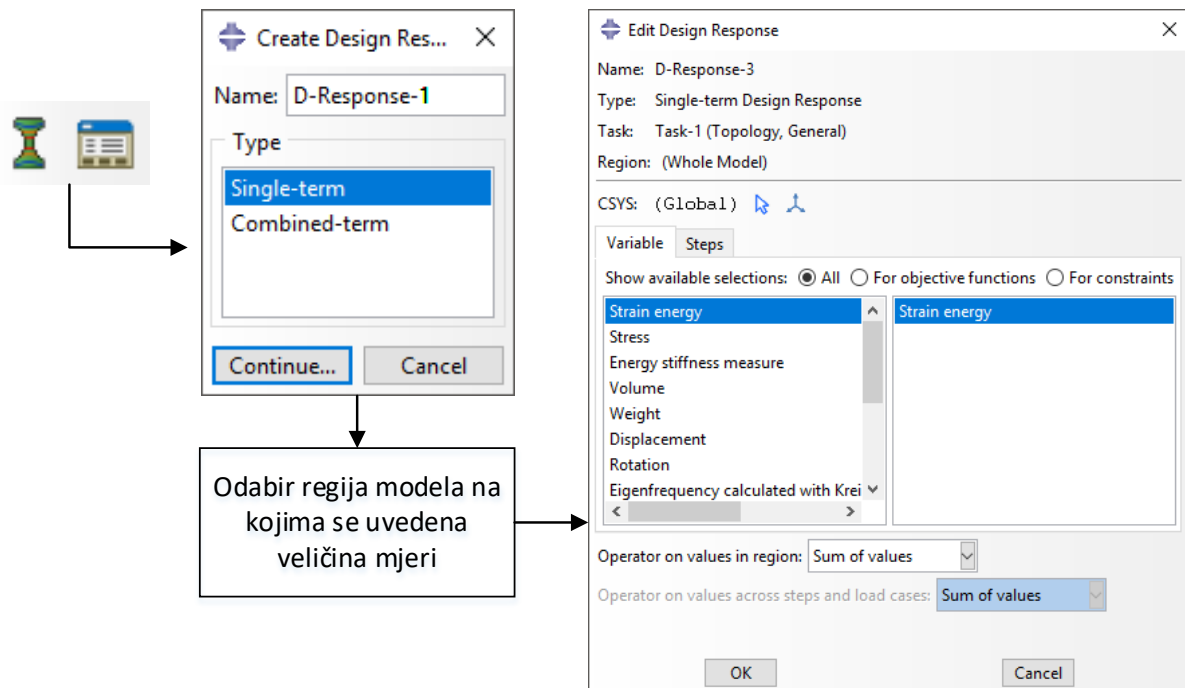 Create Design Res...
Name: D-Response-1
Type
Single-term
Combined-term
Continue...
Cancel
Odabir regija modela na
kojima se uvedena
veličina mjeri
Edit Design Response
Name: D-Response-3
Type: Single-term Design Response
Task: Task-1 (Topology, General)
Region: (Whole Model)
CSYS: (Global)
Variable Steps
Show available selections: All For objective functions For constraints
Strain energy
Stress
Energy stiffness measure
Volume
Weight
Displacement
Rotation
Eigenfrequency calculated with Krei
Strain energy
Operator on values in region: Sum of values
Operator on values across steps and load cases: Sum of values
OK
Cancel